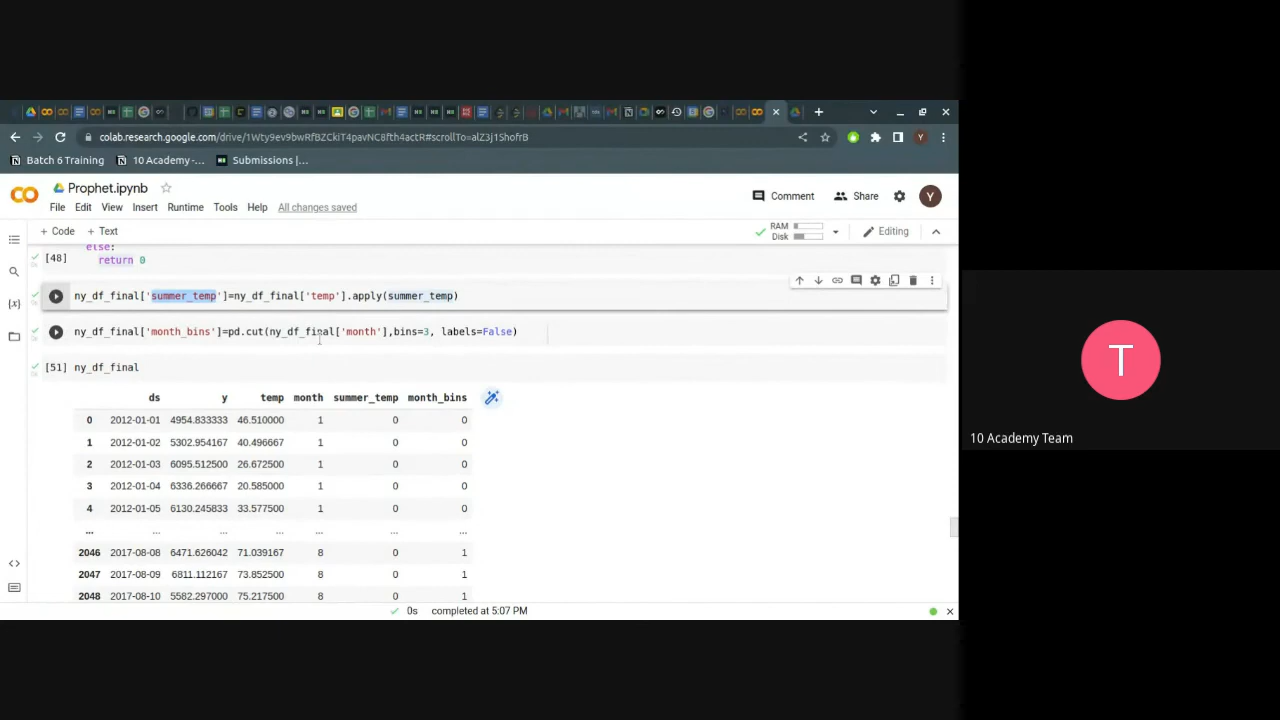 colab.research.google.com/drive/1Wty9ev9bwRfBZCkiT4pavNC8fth4actR#scrollTo=alZ3j1ShofrB
Y
Batch 6 Training
10 Academy -...
Submissions |...
CO
Prophet.ipynb
Comment
Share
Y
File Edit View Insert Runtime Tools Help All changes saved
+ Code + Text
RAM
Disk
Editing
else:
[48] return 0
ny_df_final['summer_temp']=ny_df_final['temp'].apply(summer_temp)
ny_df_final['month_bins']=pd.cut(ny_df_final['month'],bins=3, labels=False)
[51] ny_df_final
ds y temp month summer_temp month_bins
0 2012-01-01 4954.833333 46.510000 1 0 0
1 2012-01-02 5302.954167 40.496667 1 0 0
2 2012-01-03 6095.512500 26.672500 1 0 0
3 2012-01-04 6336.266667 20.585000 1 0 0
4 2012-01-05 6130.245833 33.577500 1 0 0
... ... ... ... ... ... ...
2046 2017-08-08 6471.626042 71.039167 8 0 1
2047 2017-08-09 6811.112167 73.852500 8 0 1
2048 2017-08-10 5582.297000 75.217500 8 0 1
0s completed at 5:07 PM
T
10 Academy Team